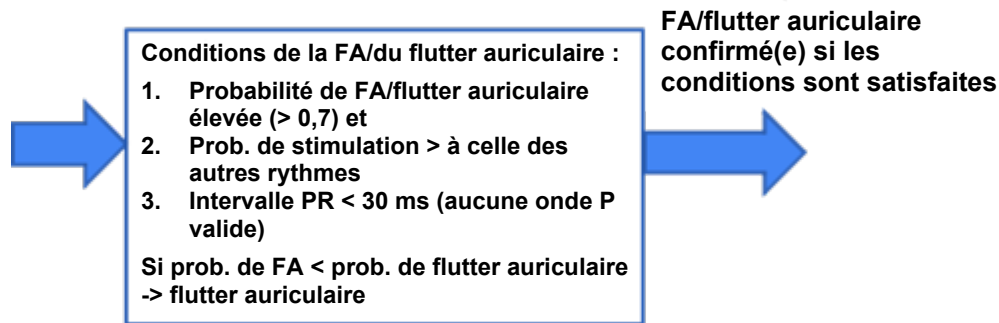 Conditions de la FA/du flutter auriculaire :
1. Probabilité de FA/flutter auriculaire
élevée (> 0,7) et
2. Prob. de stimulation > à celle des
autres rythmes
3. Intervalle PR < 30 ms (aucune onde P
valide)
Si prob. de FA < prob. de flutter auriculaire
-> flutter auriculaire
FA/flutter auriculaire
confirmé(e) si les
conditions sont satisfaites